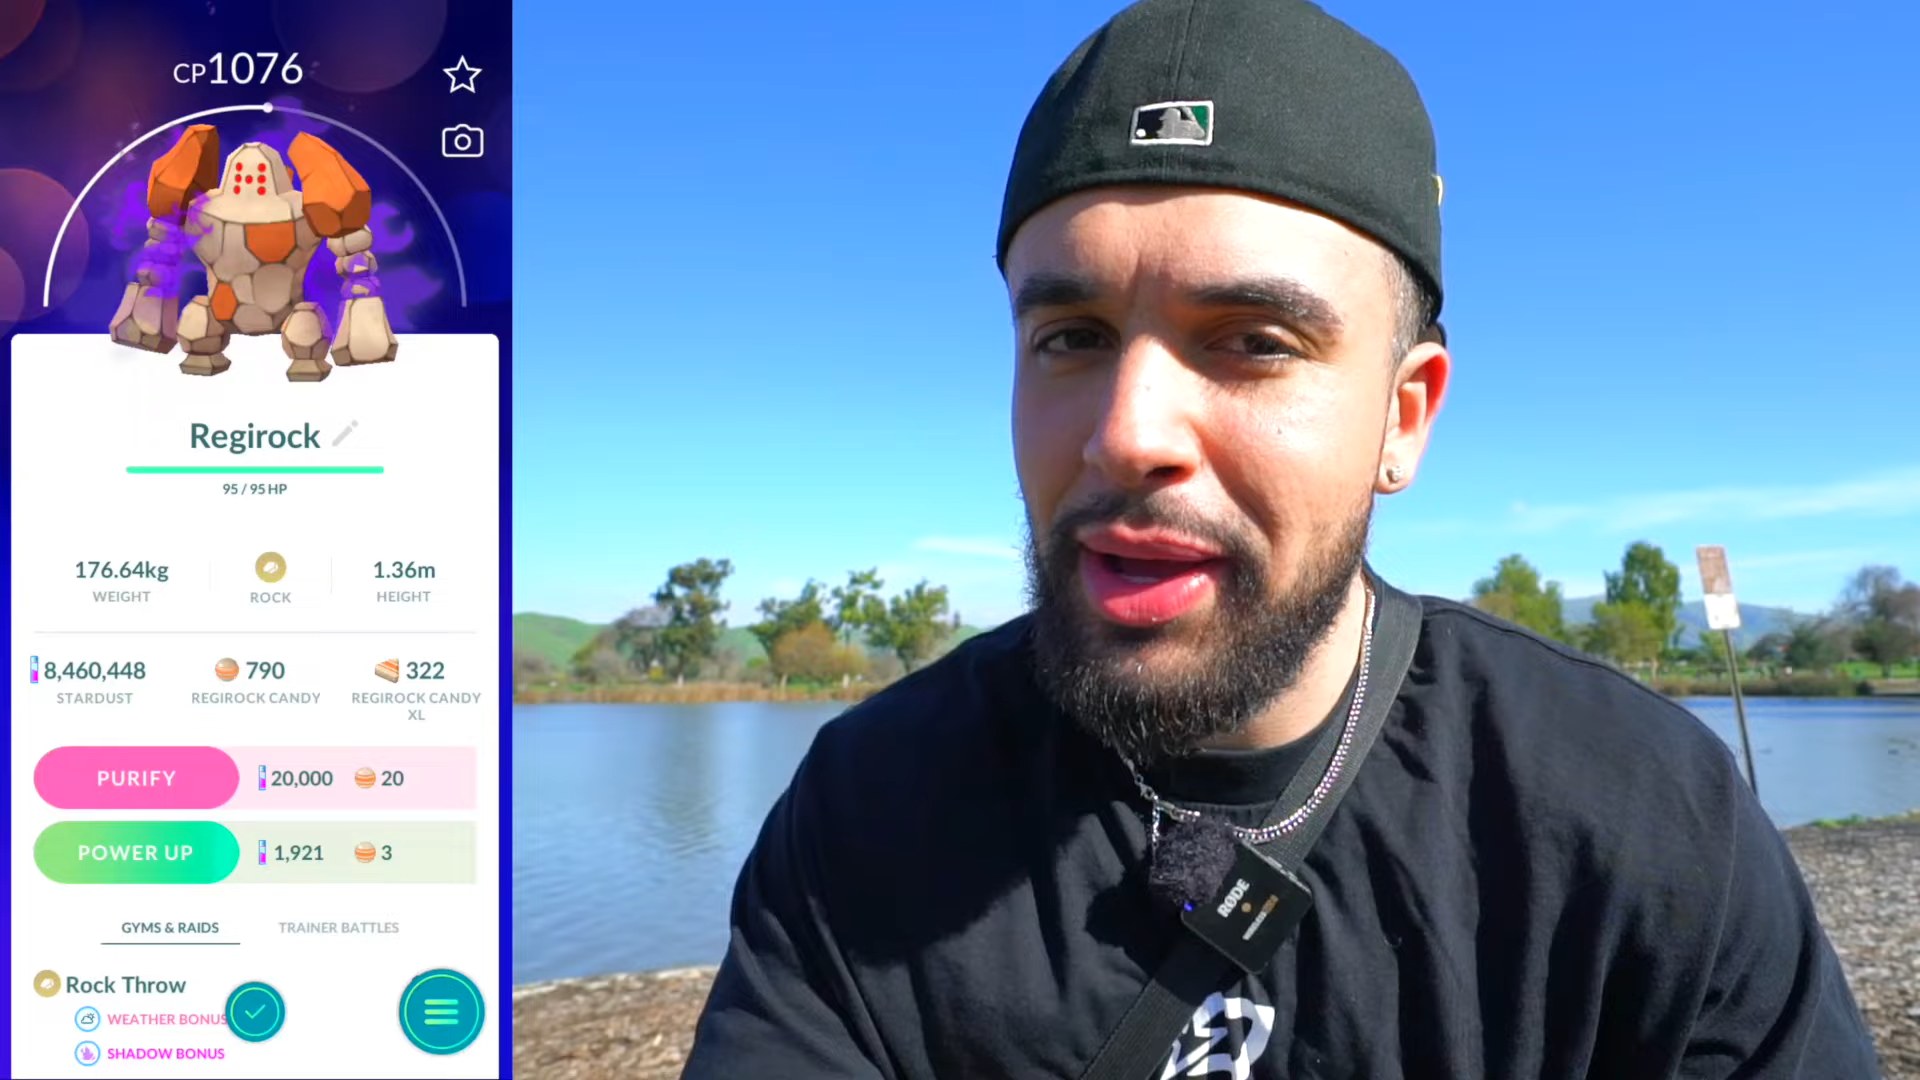 CP1076
Regirock
95 / 95 HP
176.64kg
WEIGHT
ROCK
1.36m
HEIGHT
8,460,448
STARDUST
790
REGIROCK CANDY
322
REGIROCK CANDY
XL
PURIFY
20,000
20
POWER UP
1,921
3
GYMS & RAIDS
TRAINER BATTLES
Rock Throw
WEATHER BONUS
SHADOW BONUS
RØDE